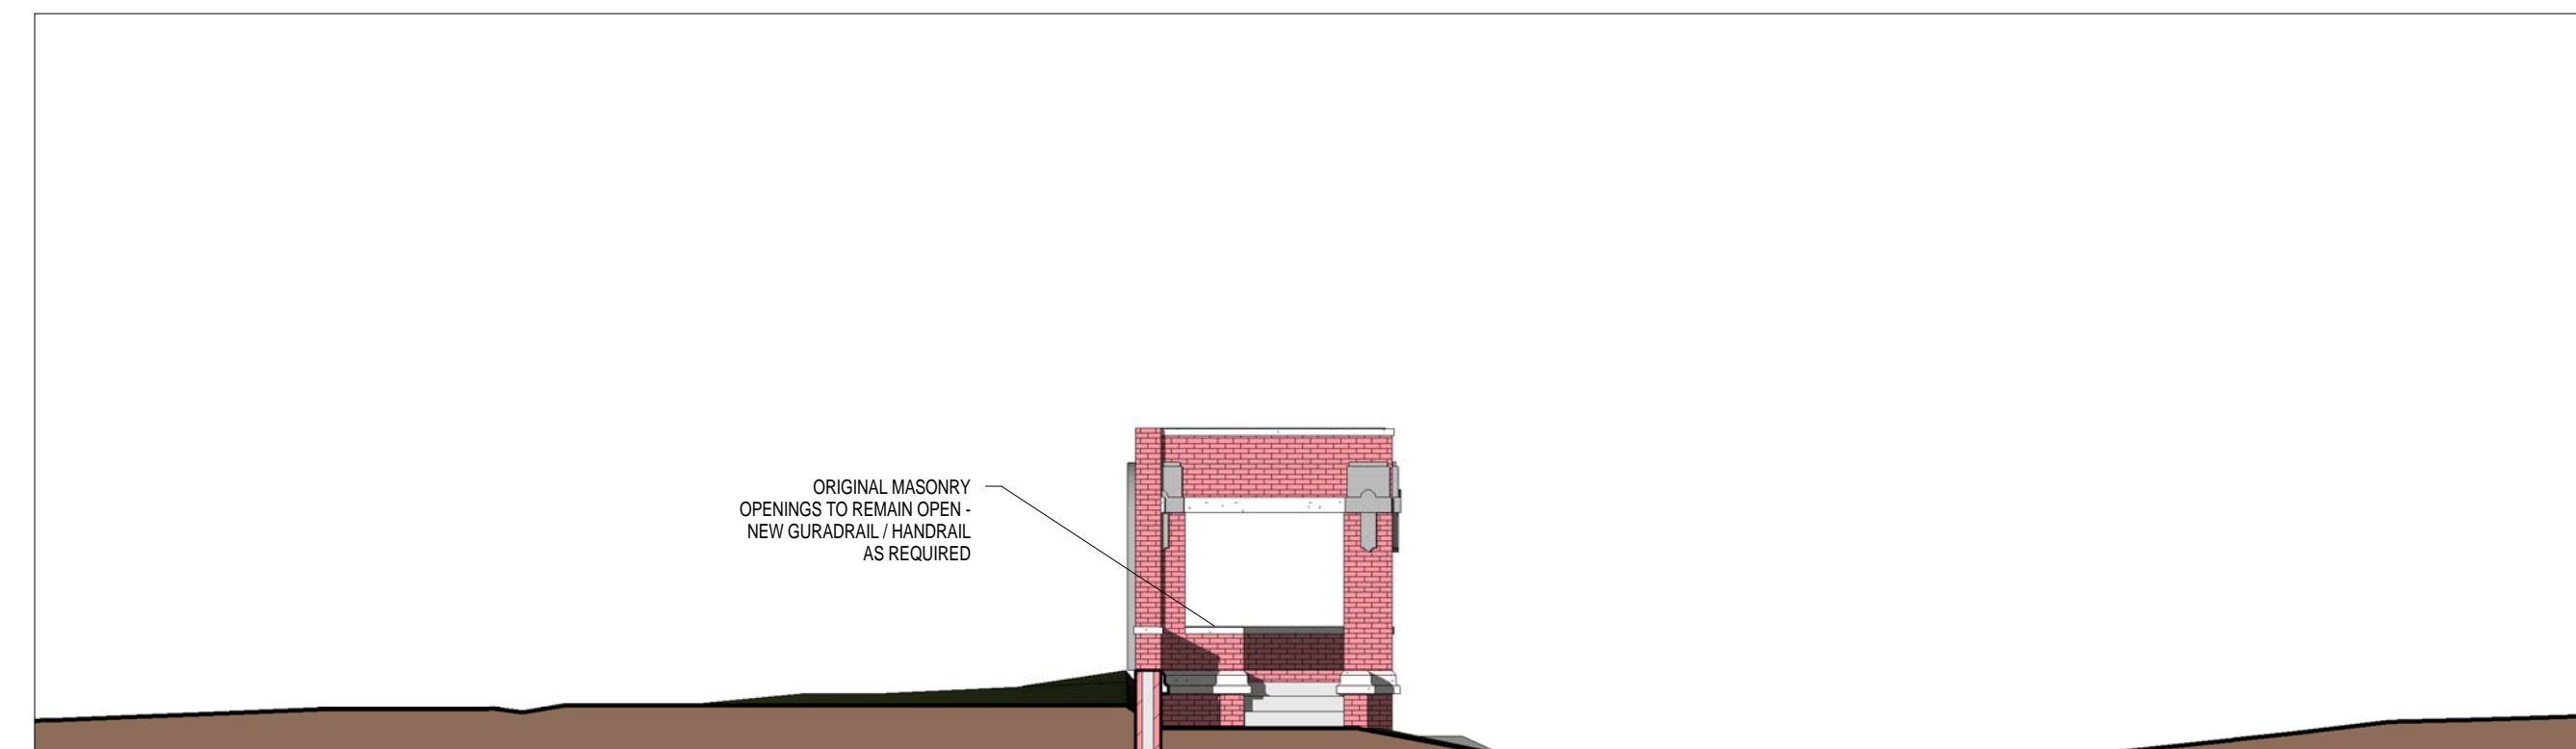 ORIGINAL MASONRY
OPENINGS TO REMAIN OPEN -
NEW GURADRAIL / HANDRAIL
AS REQUIRED